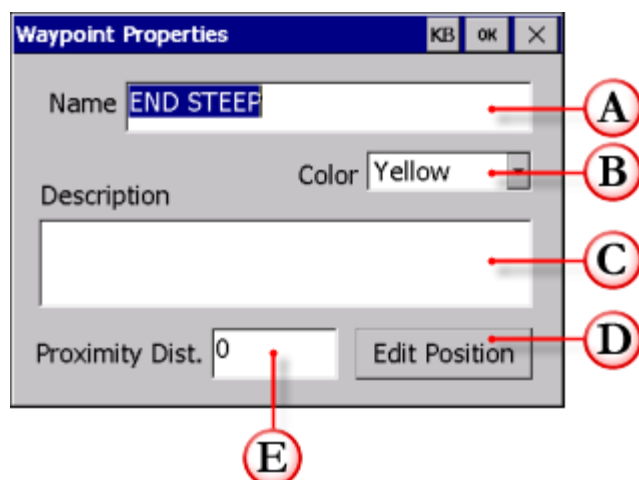 Waypoint Properties KB OK
Name END STEEP
A
Color Yellow
B
Description
C
Proximity Dist. 0
Edit Position
D
E